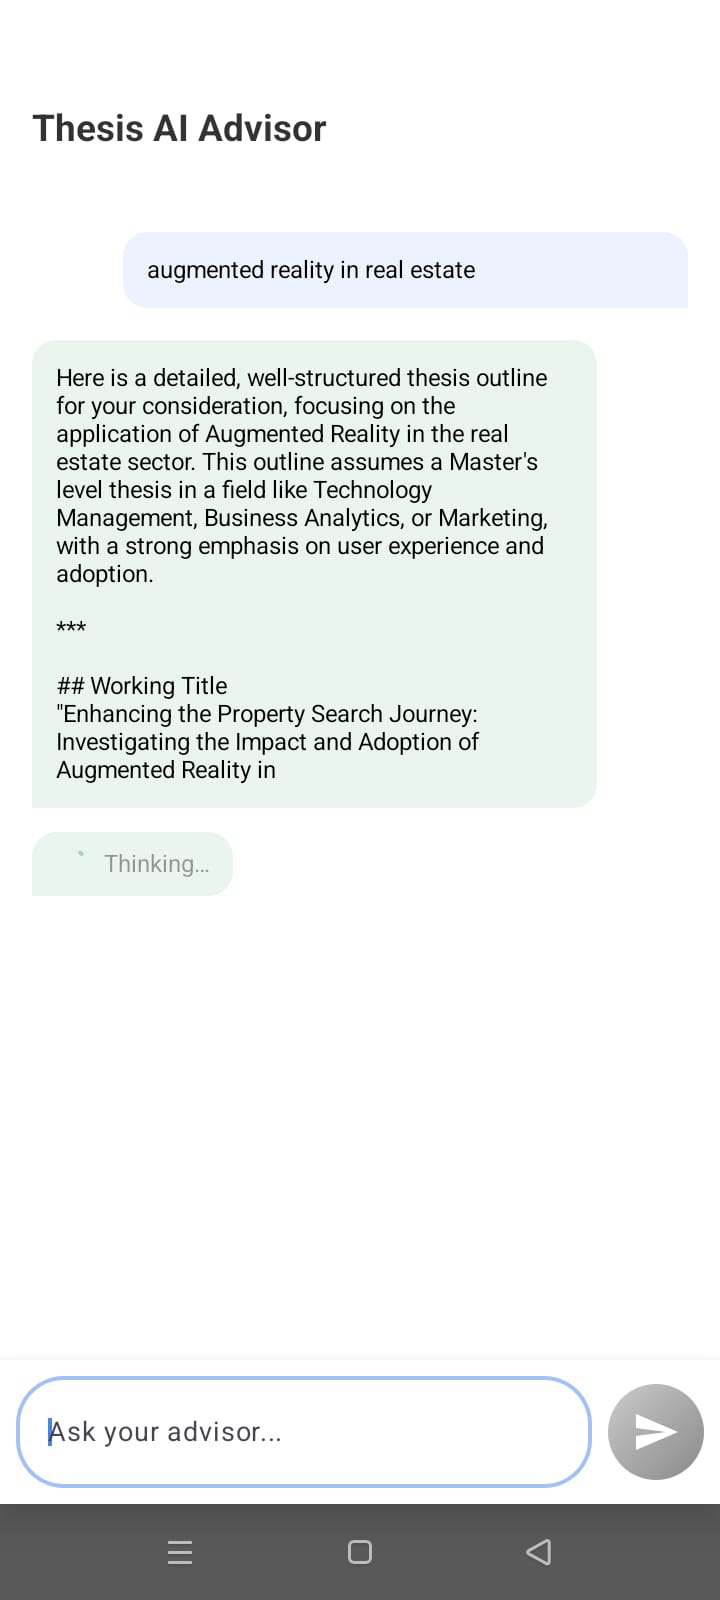 Thesis AI Advisor
augmented reality in real estate
Here is a detailed, well-structured thesis outline
for your consideration, focusing on the
application of Augmented Reality in the real
estate sector. This outline assumes a Master's
level thesis in a field like Technology
Management, Business Analytics, or Marketing,
with a strong emphasis on user experience and
adoption.
***
## Working Title
"Enhancing the Property Search Journey:
Investigating the Impact and Adoption of
Augmented Reality in
Thinking...
Ask your advisor...